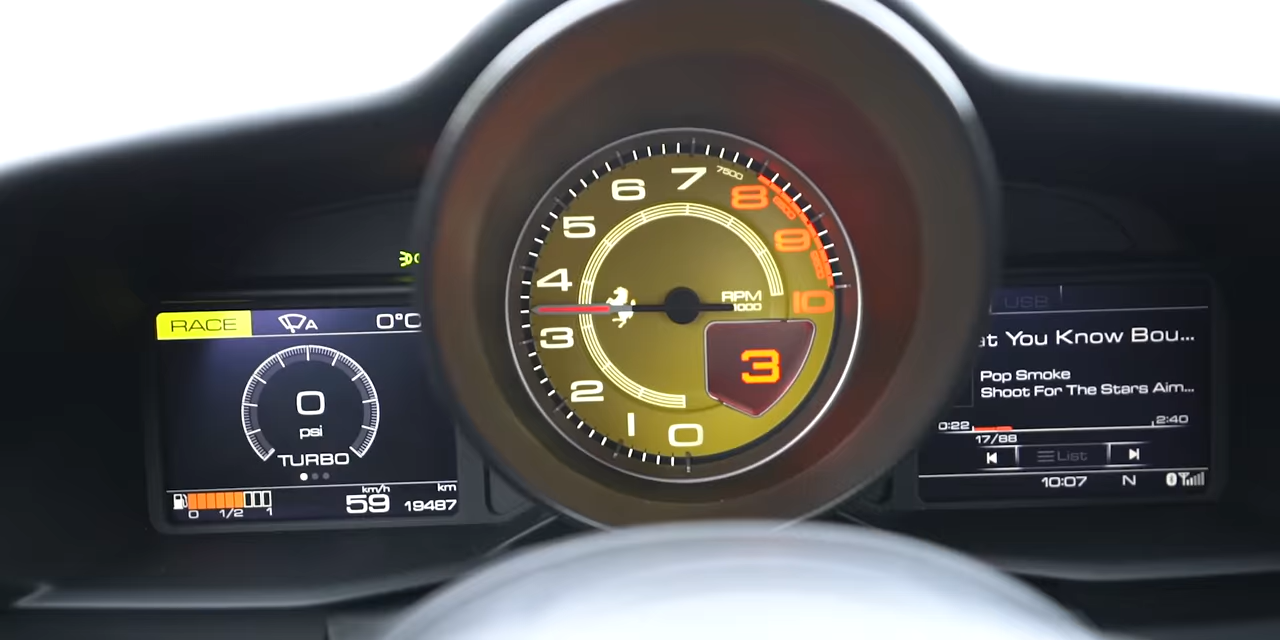 RACE A 0°C
0
psi
TURBO
0 1/2 1
km/h
59
km
19487
0
1
2
3
4
5
6
7
7500
8
9
10
RPM
1000
3
USB
at You Know Bou...
Pop Smoke
Shoot For The Stars Aim...
0:22 2:40
17/88
List
10:07 N